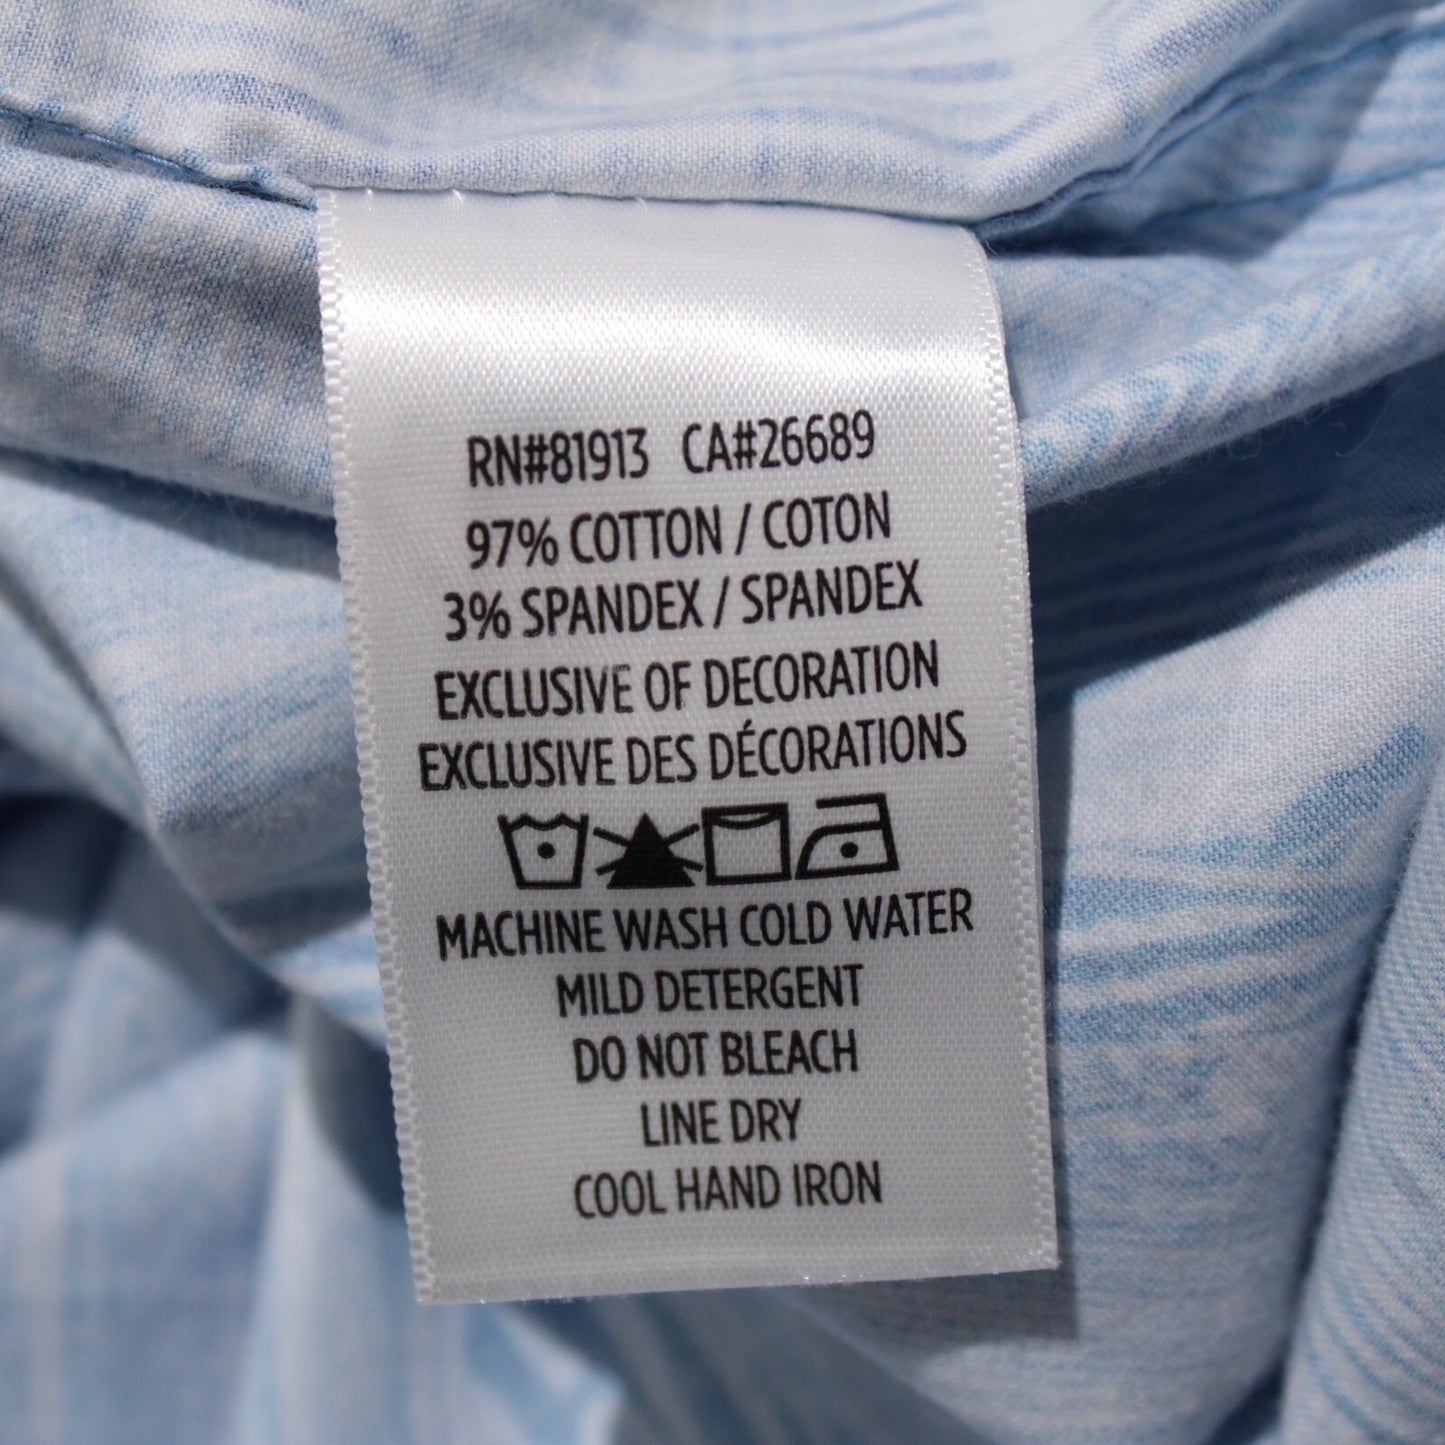 RN#81913 CA#26689
97% COTTON / COTON
3% SPANDEX / SPANDEX
EXCLUSIVE OF DECORATION
EXCLUSIVE DES DÉCORATIONS
MACHINE WASH COLD WATER
MILD DETERGENT
DO NOT BLEACH
LINE DRY
COOL HAND IRON